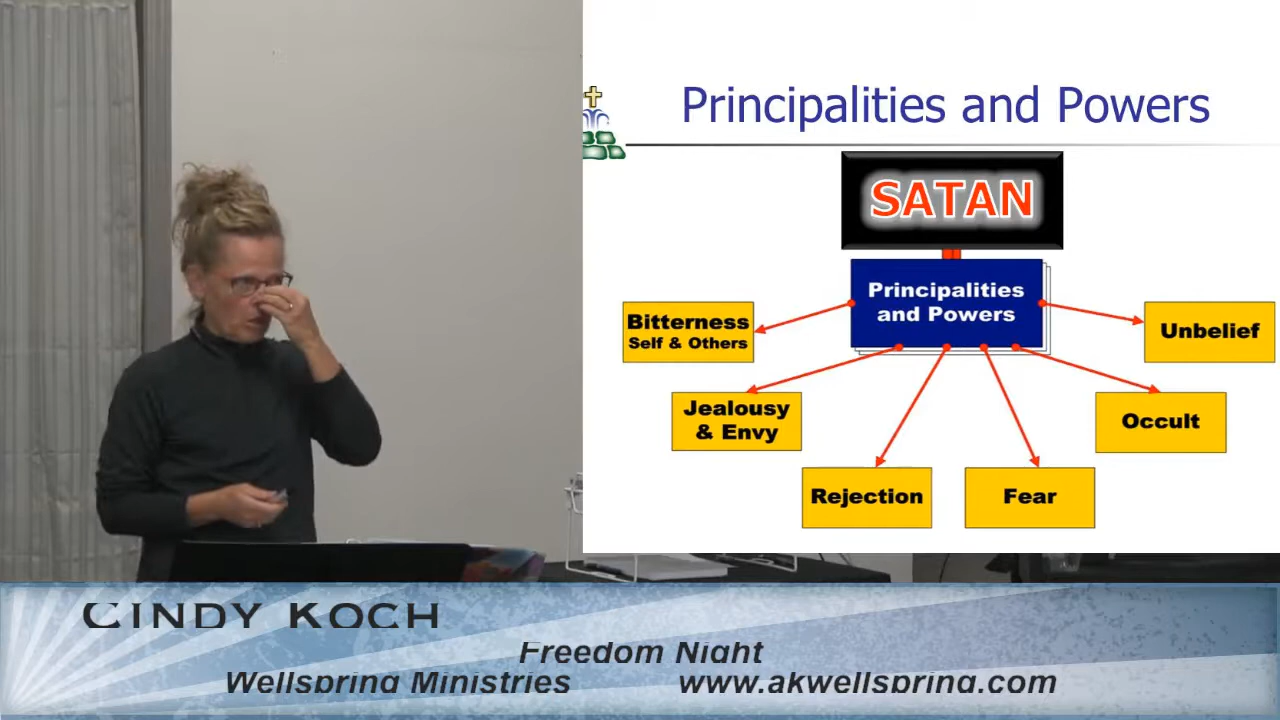 Principalities and Powers
SATAN
Principalities
and Powers
Bitterness
Self & Others
Unbelief
Jealousy
& Envy
Occult
Rejection
Fear
CINDY KOCH
Freedom Night
Wellspring Ministries www.akwellspring.com